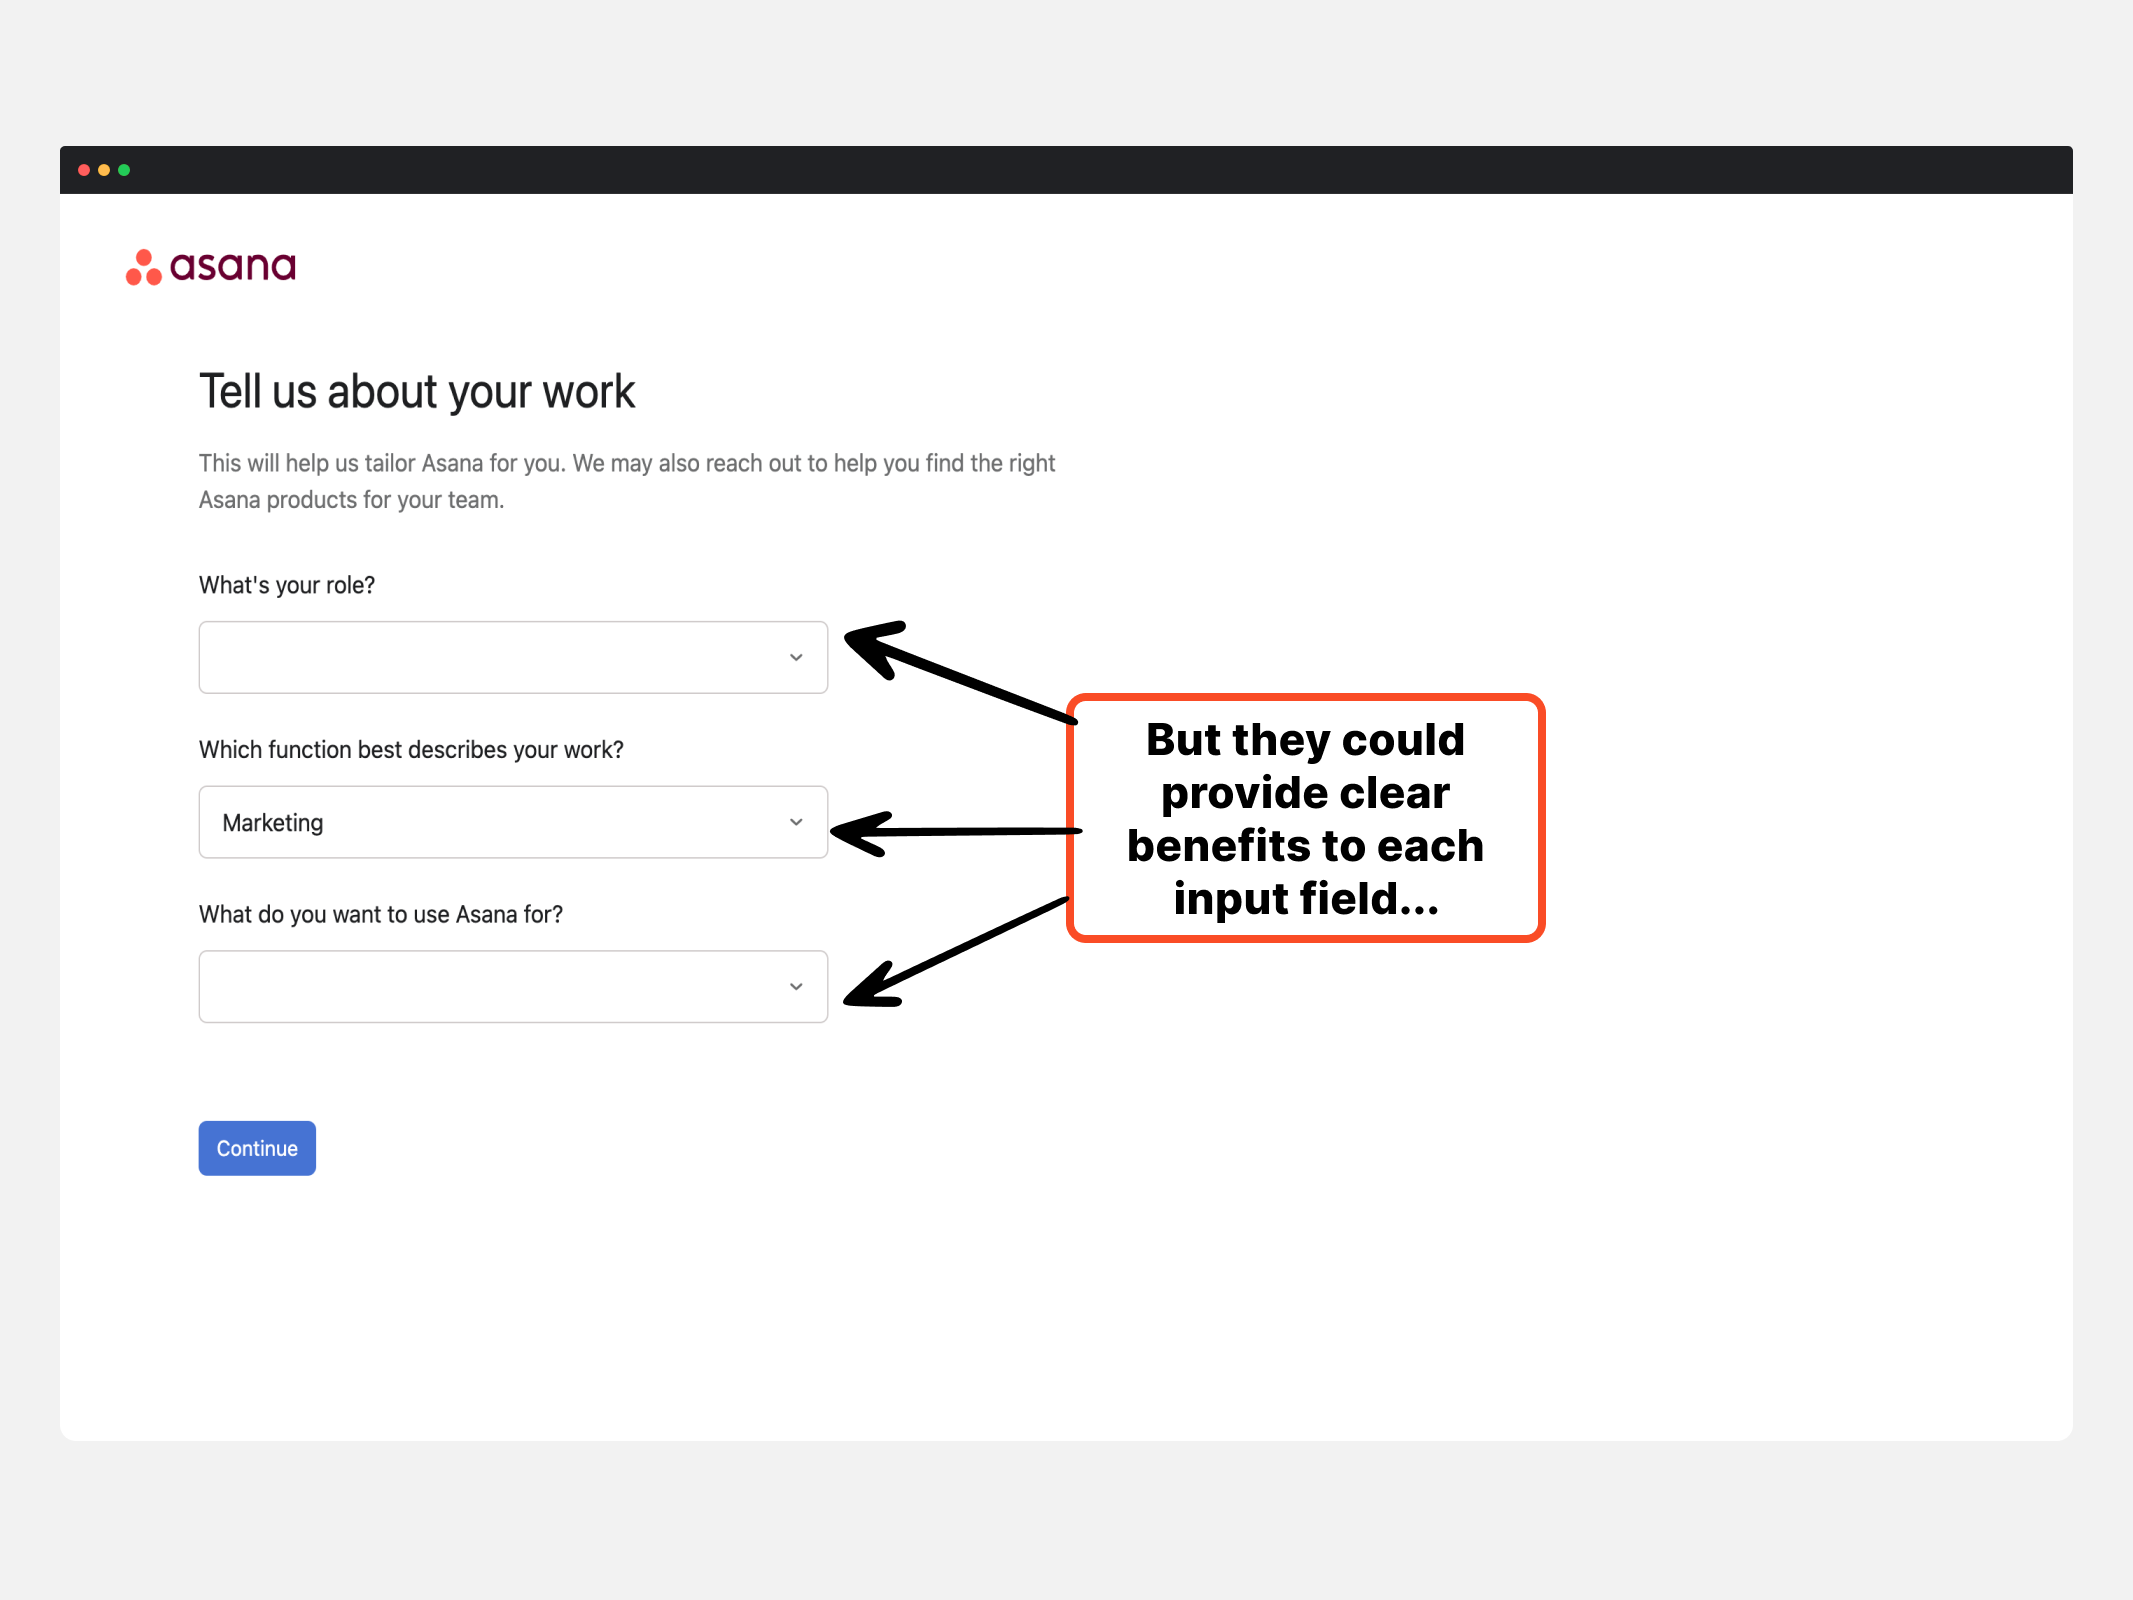 asana
Tell us about your work
This will help us tailor Asana for you. We may also reach out to help you find the right
Asana products for your team.
What's your role?
Which function best describes your work?
Marketing
What do you want to use Asana for?
Continue
But they could
provide clear
benefits to each
input field...